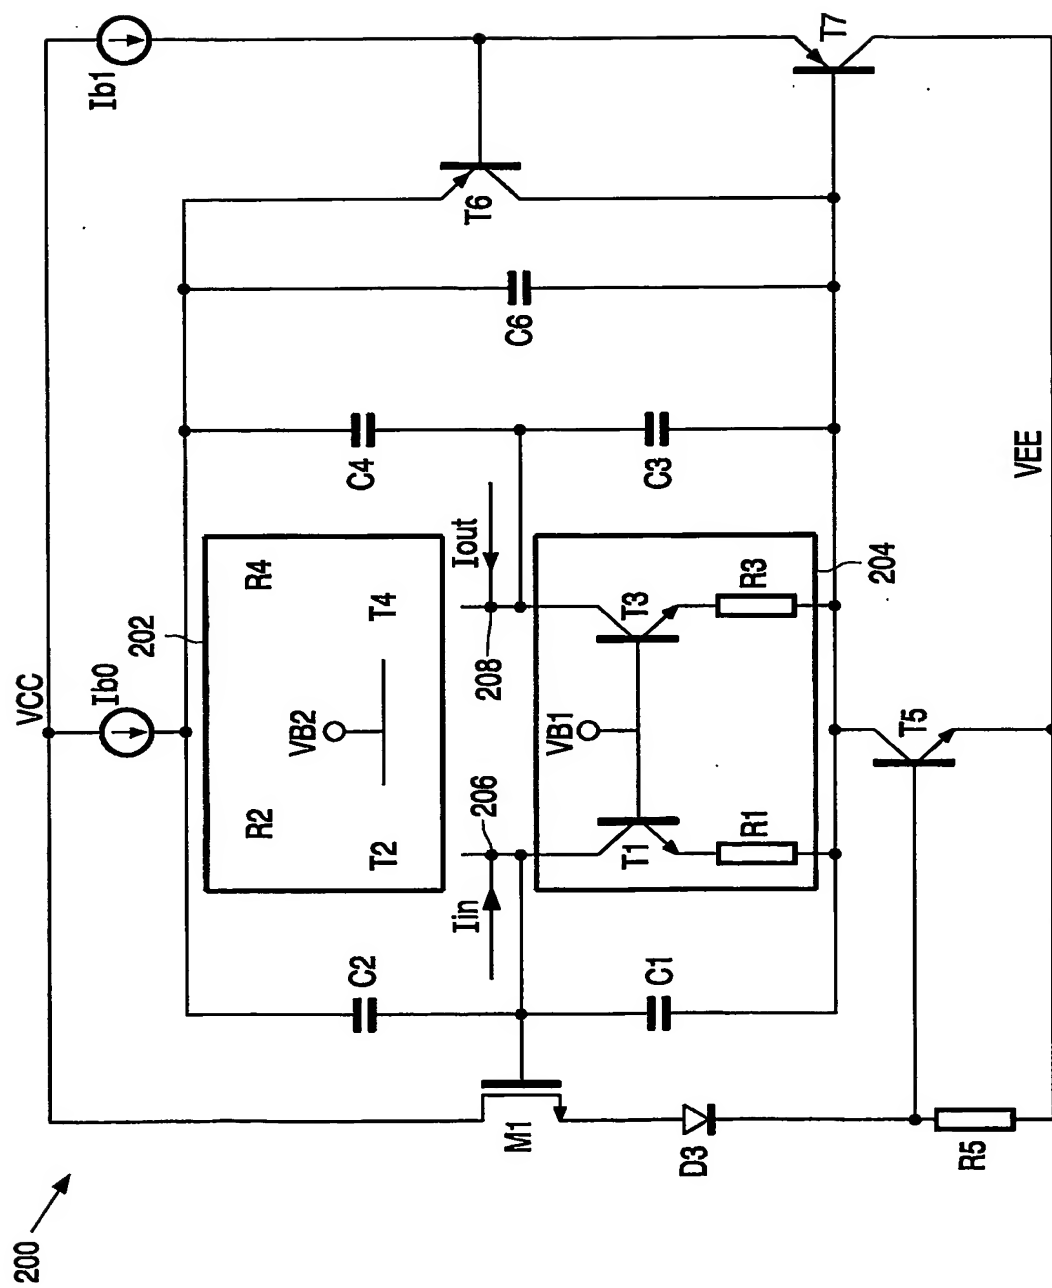 200
VCC
Ib0
Ib1
202
R2
R4
VB2
T2
T4
C2
C4
C6
T6
T7
Iin
206
208
Iout
M1
D3
R5
C1
C3
VB1
T1
T3
R1
R3
204
T5
VEE